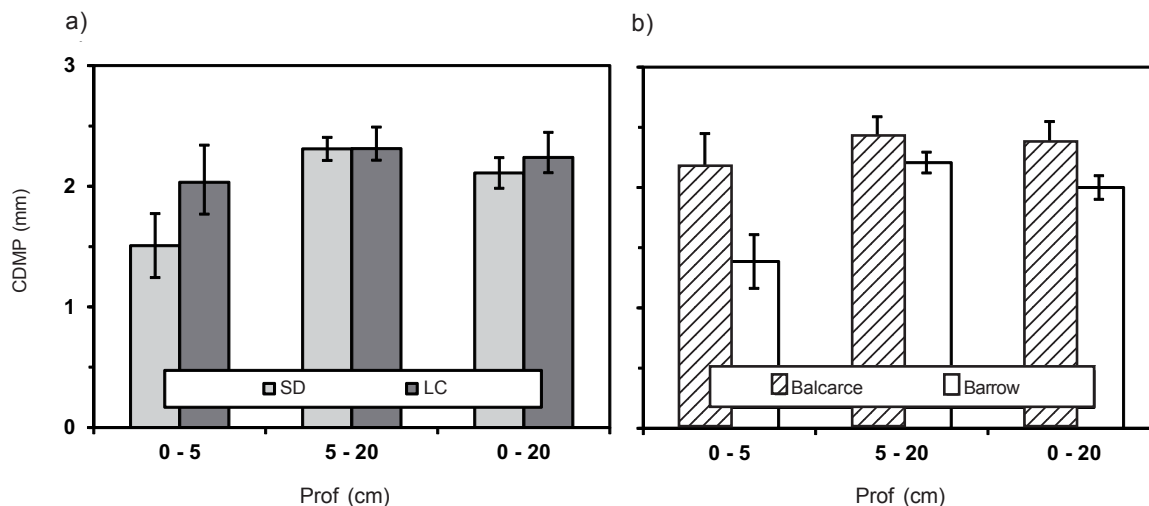 a)
b)
3
2
1
0
CDMP (mm)
SD
LC
Balcarce
Barrow
0 - 5
5 - 20
0 - 20
0 - 5
5 - 20
0 - 20
Prof (cm)
Prof (cm)